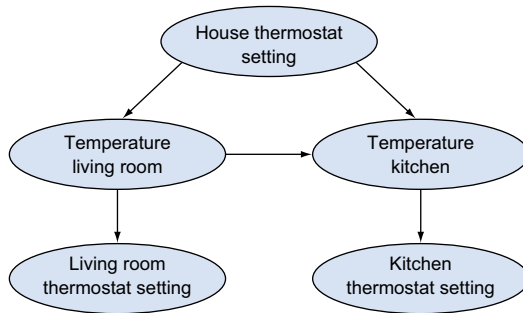 House thermostat
setting
Temperature
living room
Temperature
kitchen
Living room
thermostat setting
Kitchen
thermostat setting